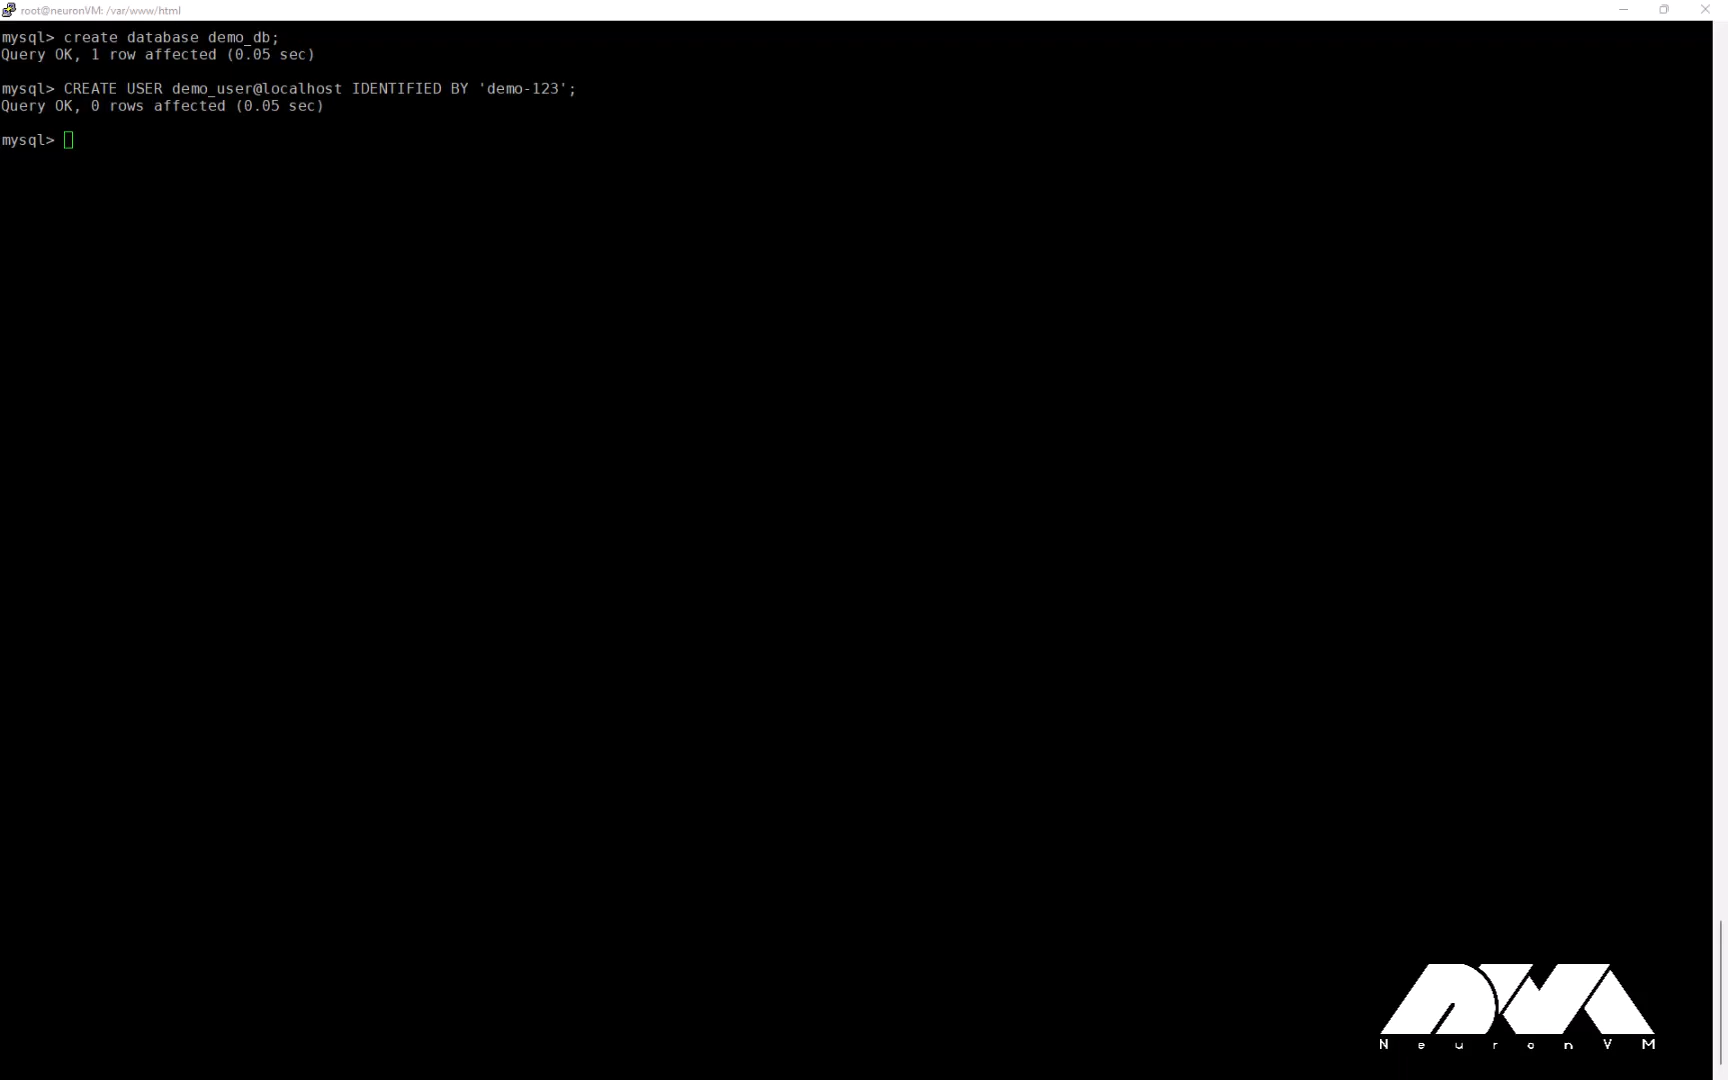 root@neuronVM: /var/www/html
mysql> create database demo_db;
Query OK, 1 row affected (0.05 sec)
mysql> CREATE USER demo_user@localhost IDENTIFIED BY 'demo-123';
Query OK, 0 rows affected (0.05 sec)
mysql>
NeuronVM